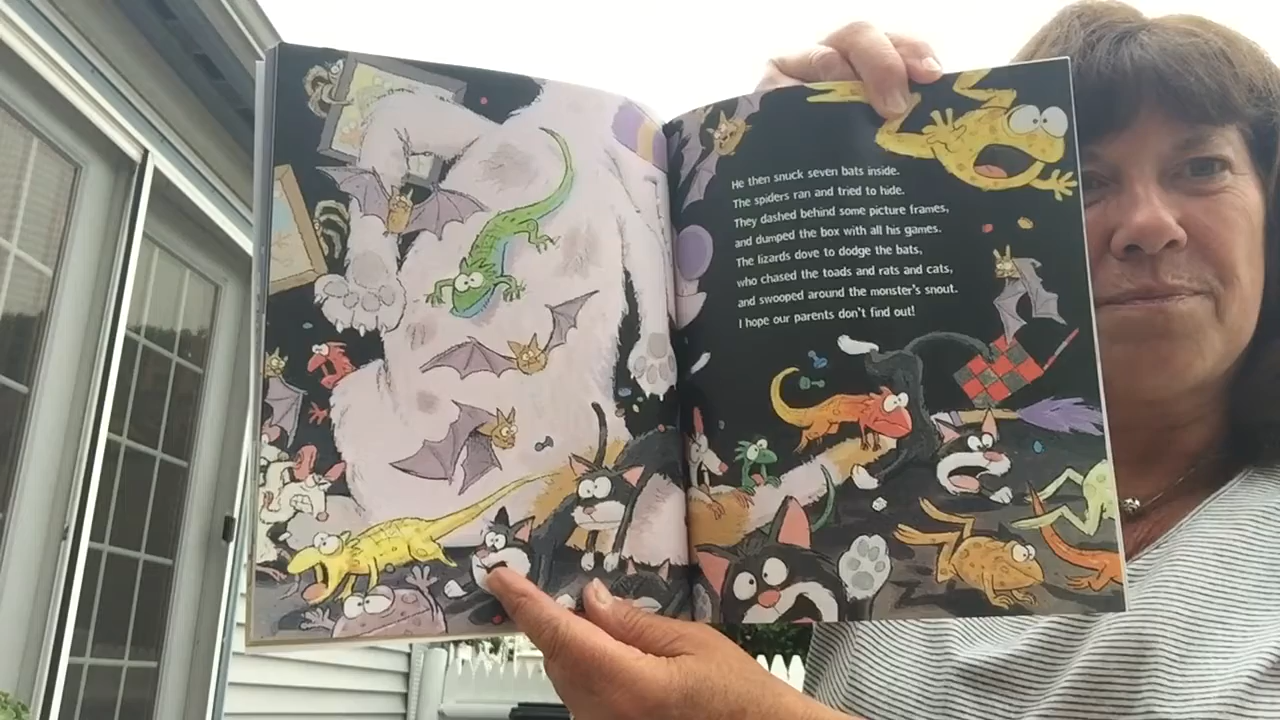 He then snuck seven bats inside.
The spiders ran and tried to hide.
They dashed behind some picture frames,
and dumped the box with all his games.
The lizards dove to dodge the bats,
who chased the toads and rats and cats,
and swooped around the monster's snout.
I hope our parents don't find out!